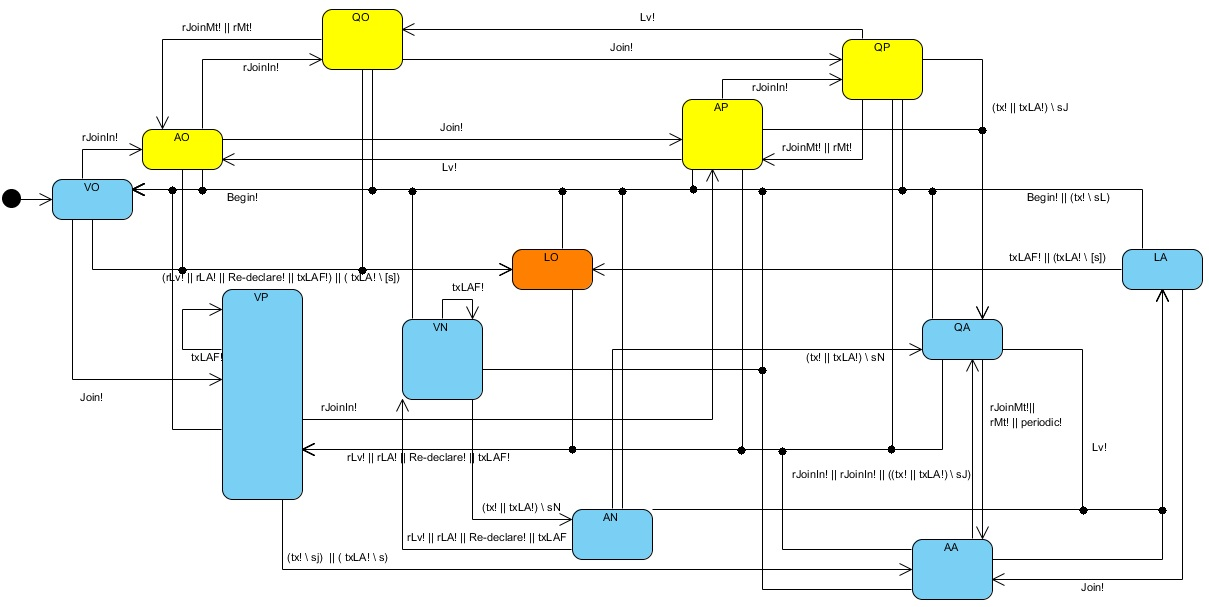 QO
Lv!
rJoinMt! || rMt!
Join!
QP
rJoinIn!
rJoinIn!
AP
(tx! || txLA!) \ sJ
rJoinIn!
AO
Join!
rJoinMt! || rMt!
Lv!
VO
Begin!
Begin! || (tx! \ sL)
LO
LA
txLAF! || (txLA! \ [s])
(rLv! || rLA! || Re-declare! || txLAF!) || ( txLA! \ [s])
VP
txLAF!
VN
QA
txLAF!
(tx! || txLA!) \ sN
Join!
rJoinIn!
rJoinMt!||
rMt! || periodic!
Lv!
rLv! || rLA! || Re-declare! || txLAF!
rJoinIn! || rJoinIn! || ((tx! || txLA!) \ sJ)
(tx! || txLA!) \ sN
AN
rLv! || rLA! || Re-declare! || txLAF
AA
(tx! \ sj)  || ( txLA! \ s)
Join!